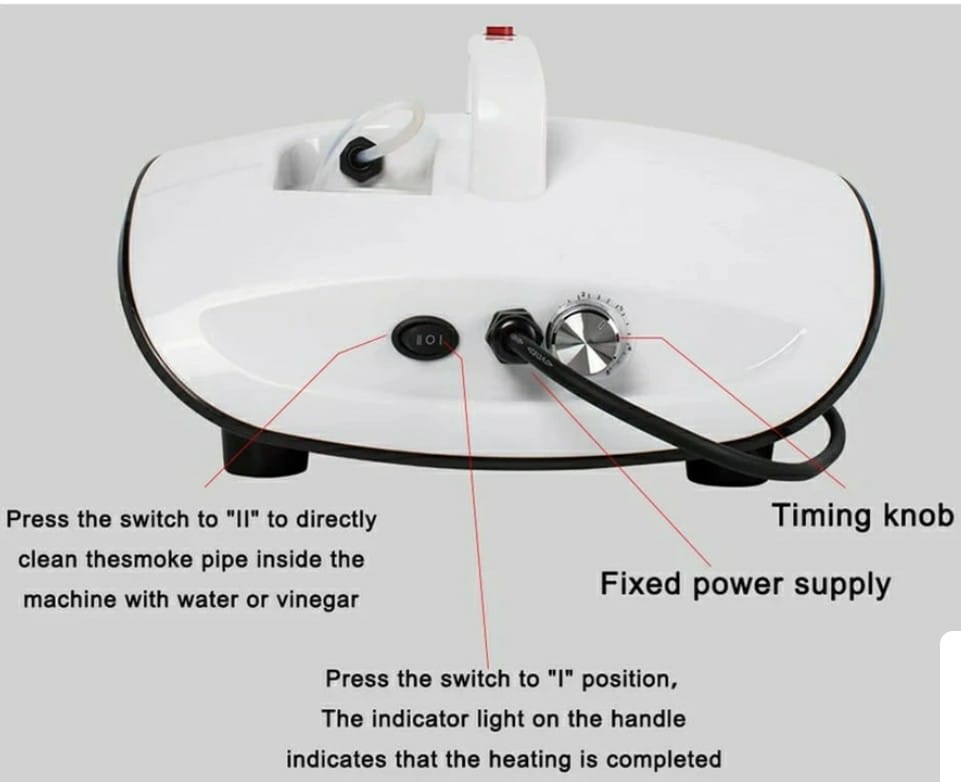 II O I
Press the switch to "II" to directly
clean thesmoke pipe inside the
machine with water or vinegar
Timing knob
Fixed power supply
Press the switch to "I" position,
The indicator light on the handle
indicates that the heating is completed